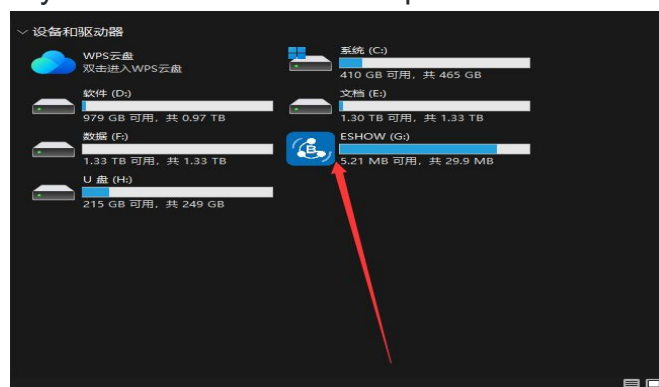 设备和驱动器
WPS云盘
双击进入WPS云盘
系统 (C:)
410 GB 可用，共 465 GB
软件 (D:)
979 GB 可用，共 0.97 TB
文档 (E:)
1.30 TB 可用，共 1.33 TB
数据 (F:)
1.33 TB 可用，共 1.33 TB
B
ESHOW (G:)
5.21 MB 可用，共 29.9 MB
U 盘 (H:)
215 GB 可用，共 249 GB